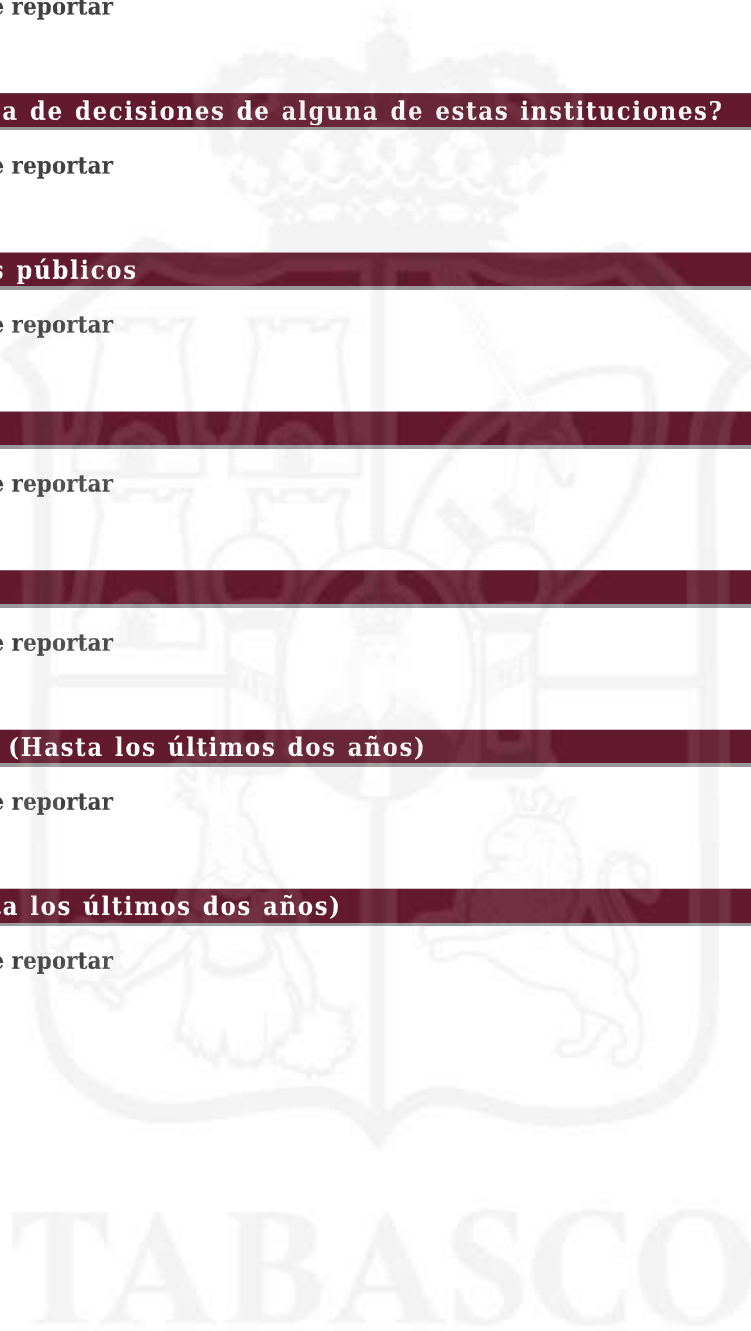 e reportar
a de decisiones de alguna de estas instituciones?
e reportar
s públicos
e reportar
e reportar
e reportar
(Hasta los últimos dos años)
e reportar
a los últimos dos años)
e reportar
TABASCO